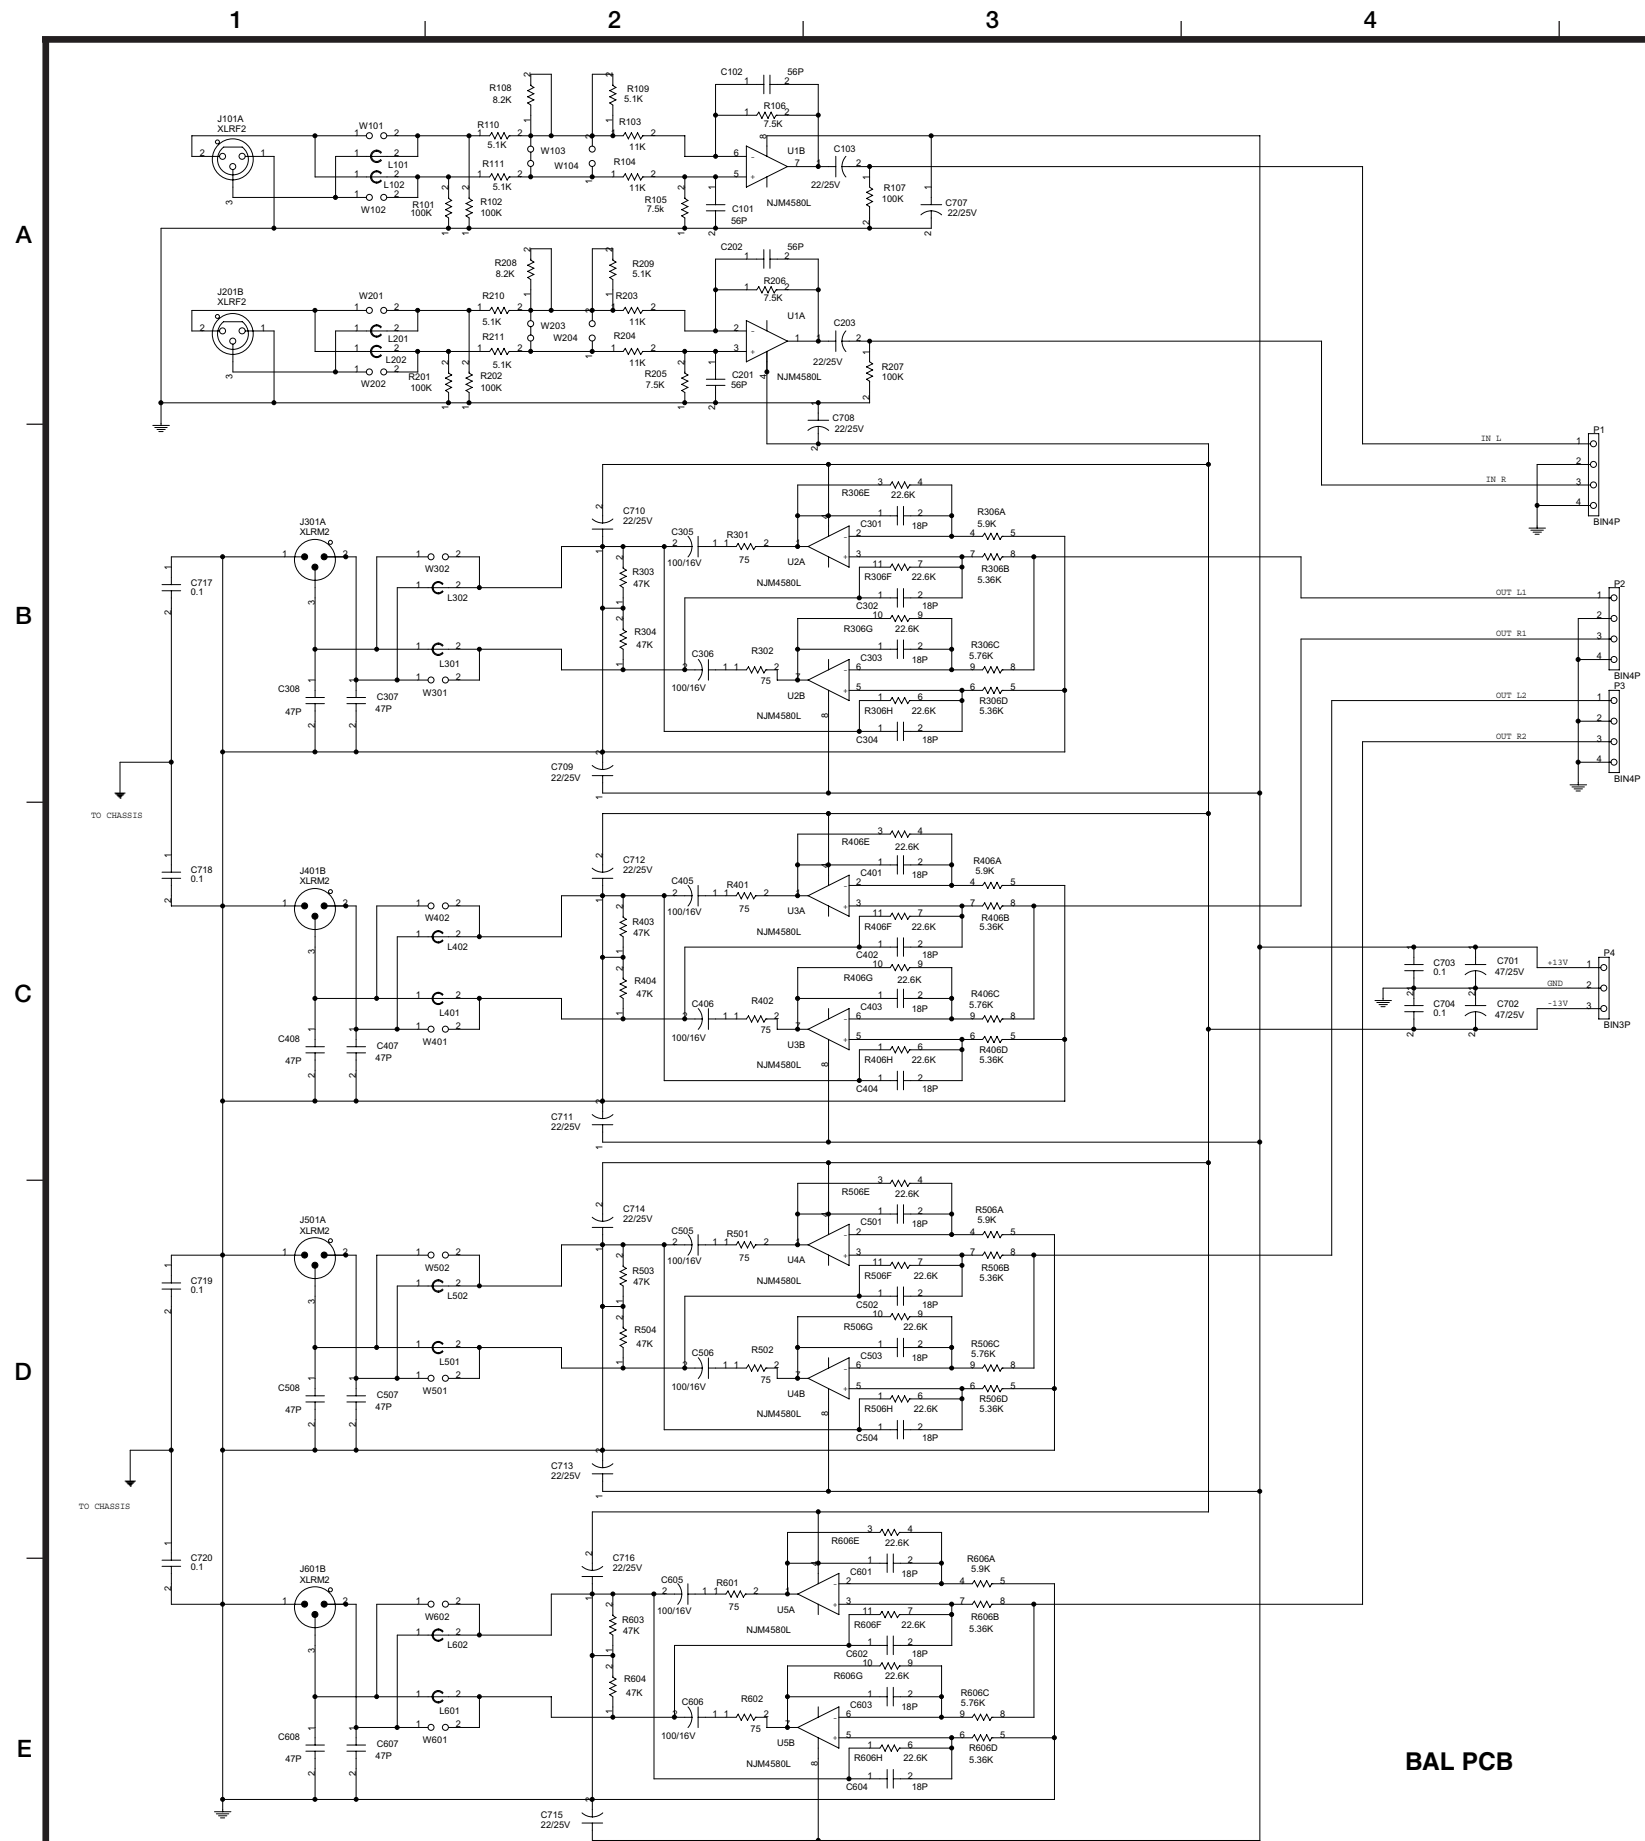 1 2 3 4
A
B
C
D
E
C102 56P
1 2
R108
8.2K
R109
5.1K
R106
7.5K
J101A
XLRF2
W101
R110
5.1K
R103
11K
U1B
C103
22/25V
L101
R111
5.1K
W103
W104
R104
11K
L102
W102
R101
100K
R102
100K
R105
7.5k
C101
56P
NJM4580L
R107
100K
C707
22/25V
C202 56P
R208
8.2K
R209
5.1K
R206
7.5K
J201B
XLRF2
W201
R210
5.1K
R203
11K
U1A
C203
22/25V
L201
R211
5.1K
W203
W204
R204
11K
L202
W202
R201
100K
R202
100K
R205
7.5K
C201
56P
NJM4580L
R207
100K
C708
22/25V
IN L
IN R
P1
1
2
3
4
BIN4P
R306E 22.6K
C710
22/25V
C305
100/16V
R301
75
C301 18P
R306A
5.9K
J301A
XLRM2
W302
L302
C717
0.1
R303
47K
U2A
NJM4580L
R306F 22.6K
R306B
5.36K
C302 18P
R306G 22.6K
R304
47K
C306
100/16V
R302
75
C303 18P
R306C
5.76K
L301
W301
C308
47P
C307
47P
U2B
NJM4580L
R306H 22.6K
R306D
5.36K
C304 18P
C709
22/25V
OUT L1
OUT R1
P2
1
2
3
4
BIN4P
OUT L2
OUT R2
P3
1
2
3
4
BIN4P
TO CHASSIS
R406E 22.6K
C712
22/25V
C405
100/16V
R401
75
C401 18P
R406A
5.9K
C718
0.1
J401B
XLRM2
W402
L402
R403
47K
U3A
NJM4580L
R406F 22.6K
R406B
5.36K
C402 18P
R406G 22.6K
R404
47K
C406
100/16V
R402
75
C403 18P
R406C
5.76K
L401
W401
C408
47P
C407
47P
U3B
NJM4580L
R406H 22.6K
R406D
5.36K
C404 18P
C711
22/25V
C703
0.1
C701
47/25V
C704
0.1
C702
47/25V
+13V
GND
-13V
P4
1
2
3
BIN3P
R506E 22.6K
C714
22/25V
C505
100/16V
R501
75
C501 18P
R506A
5.9K
J501A
XLRM2
W502
L502
C719
0.1
R503
47K
U4A
NJM4580L
R506F 22.6K
R506B
5.36K
C502 18P
R506G 22.6K
R504
47K
C506
100/16V
R502
75
C503 18P
R506C
5.76K
L501
W501
C508
47P
C507
47P
U4B
NJM4580L
R506H 22.6K
R506D
5.36K
C504 18P
C713
22/25V
TO CHASSIS
R606E 22.6K
C720
0.1
C716
22/25V
C605
100/16V
R601
75
C601 18P
R606A
5.9K
J601B
XLRM2
W602
L602
R603
47K
U5A
NJM4580L
R606F 22.6K
R606B
5.36K
C602 18P
R606G 22.6K
R604
47K
C606
100/16V
R602
75
C603 18P
R606C
5.76K
L601
W601
C608
47P
C607
47P
U5B
NJM4580L
R606H 22.6K
R606D
5.36K
C604 18P
C715
22/25V
BAL PCB